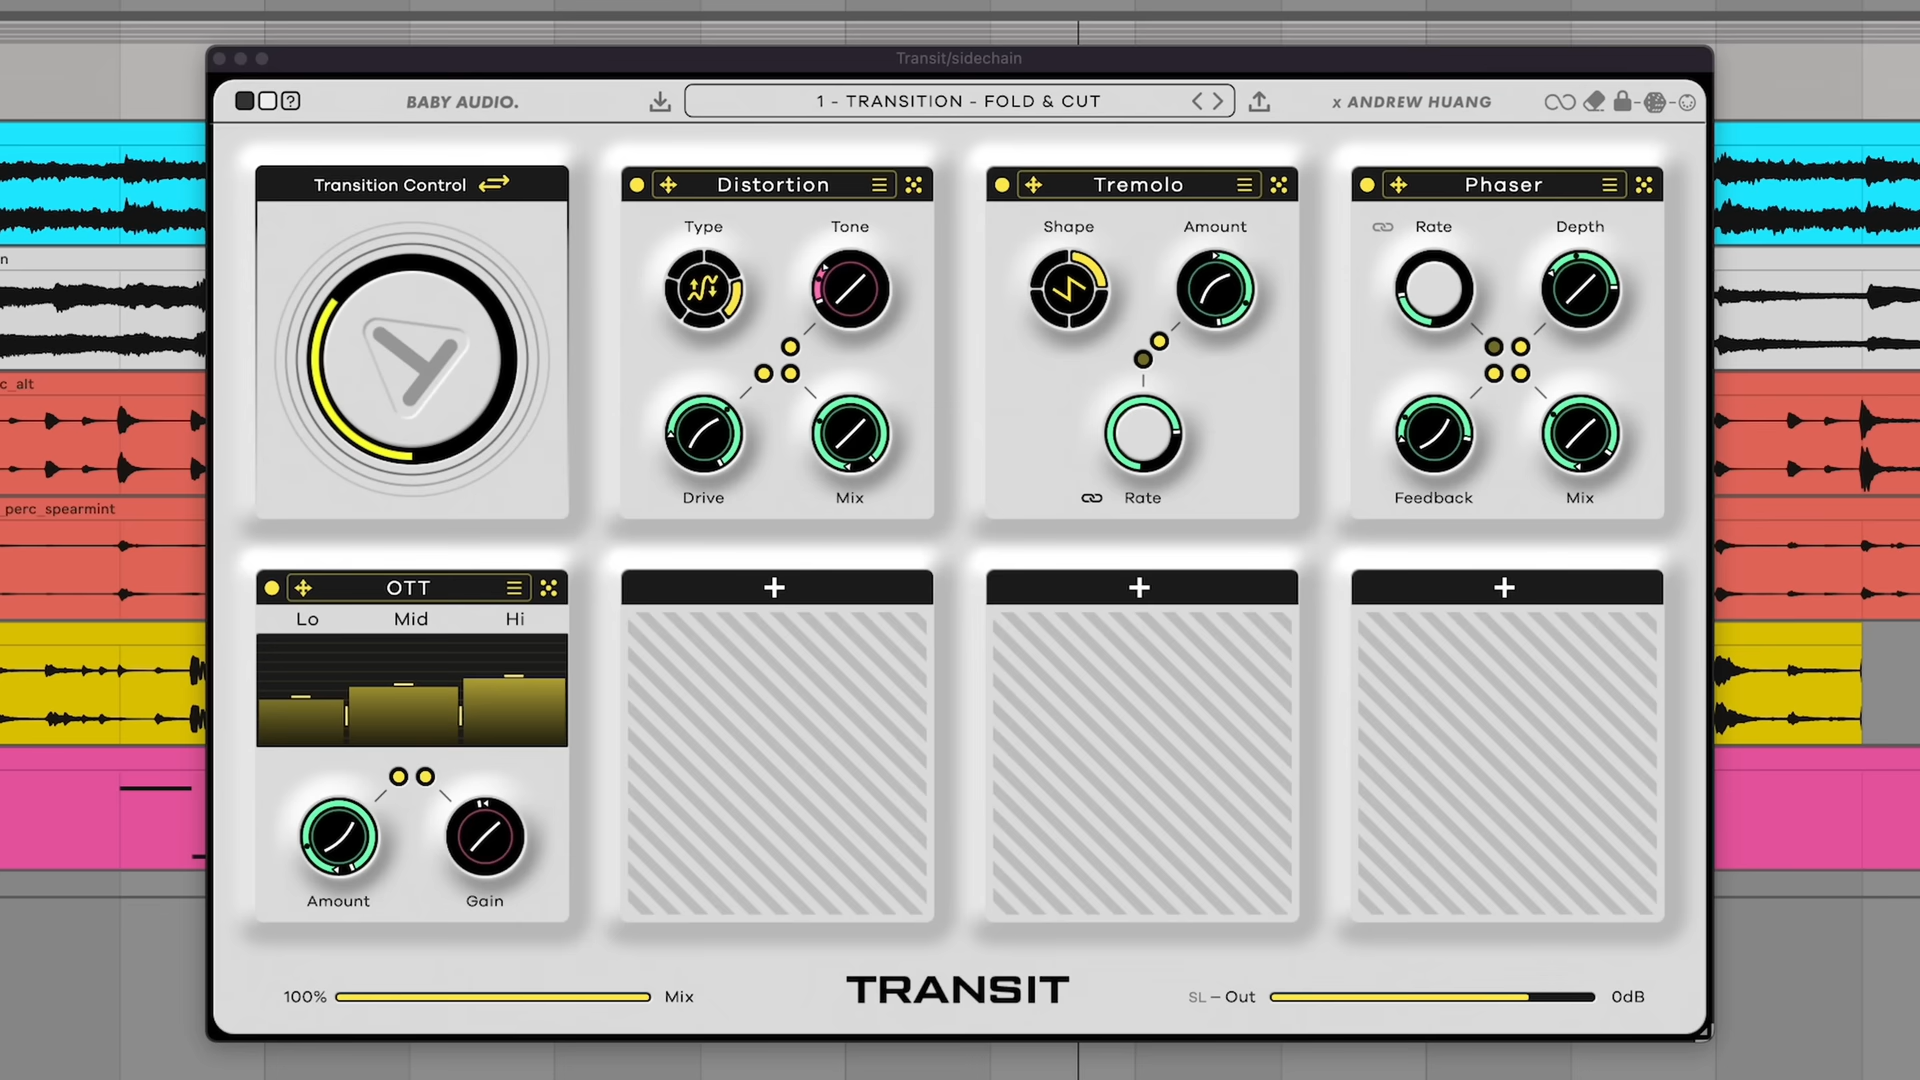 Transit/sidechain
?
BABY AUDIO.
1 - TRANSITION - FOLD & CUT
x ANDREW HUANG
n
c_alt
_perc_spearmint
Transition Control
Distortion
Type
Tone
Drive
Mix
Tremolo
Shape
Amount
Rate
Phaser
Rate
Depth
Feedback
Mix
OTT
Lo Mid Hi
Amount
Gain
+
+
+
100% Mix
TRANSIT
SL – Out 0dB